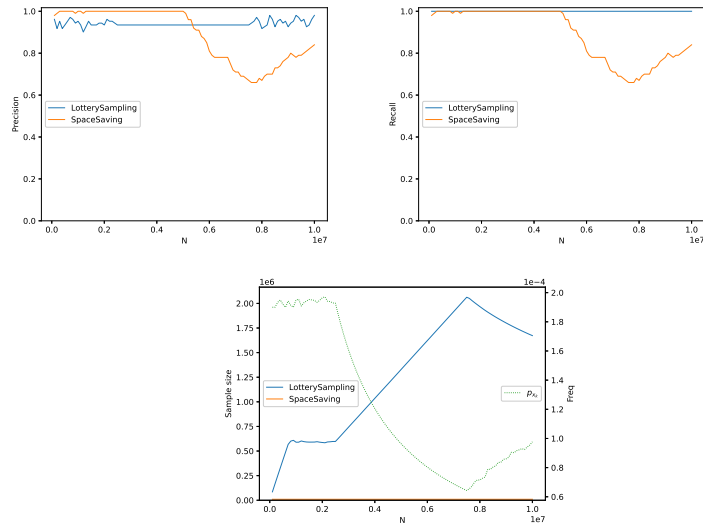 1.0
0.8
0.6
0.4
0.2
0.0
Precision
LotterySampling
SpaceSaving
0.0 0.2 0.4 0.6 0.8 1.0
N
1e7
1.0
0.8
0.6
0.4
0.2
0.0
Recall
LotterySampling
SpaceSaving
0.0 0.2 0.4 0.6 0.8 1.0
N
1e7
1e6
1e−4
2.00
1.75
1.50
1.25
1.00
0.75
0.50
0.25
0.00
Sample size
LotterySampling
SpaceSaving
2.0
1.8
1.6
1.4
1.2
1.0
0.8
0.6
Freq
0.0 0.2 0.4 0.6 0.8 1.0
N
1e7